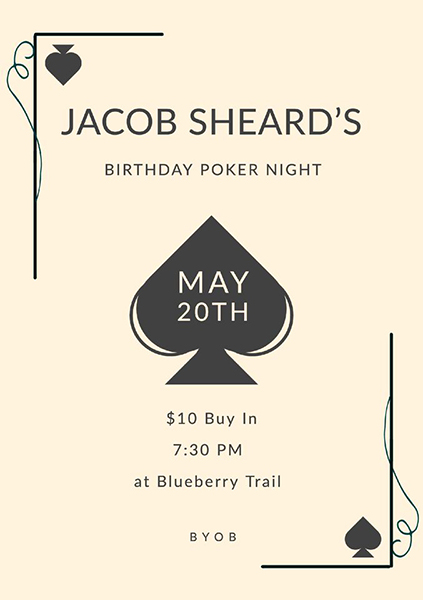 JACOB SHEARD’S
BIRTHDAY POKER NIGHT
MAY
20TH
$10 Buy In
7:30 PM
at Blueberry Trail
BYOB